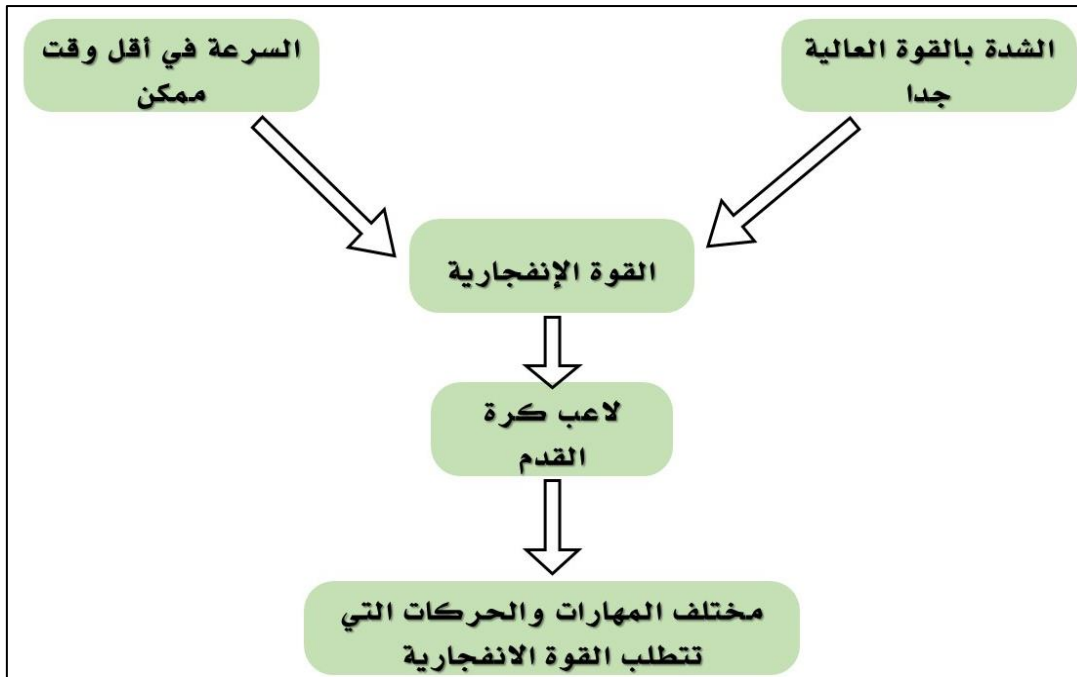 الشدة بالقوة العالية
جدا
السرعة في أقل وقت
ممكن
القوة الإنفجارية
لاعب كرة
القدم
مختلف المهارات والحركات التي
تتطلب القوة الانفجارية